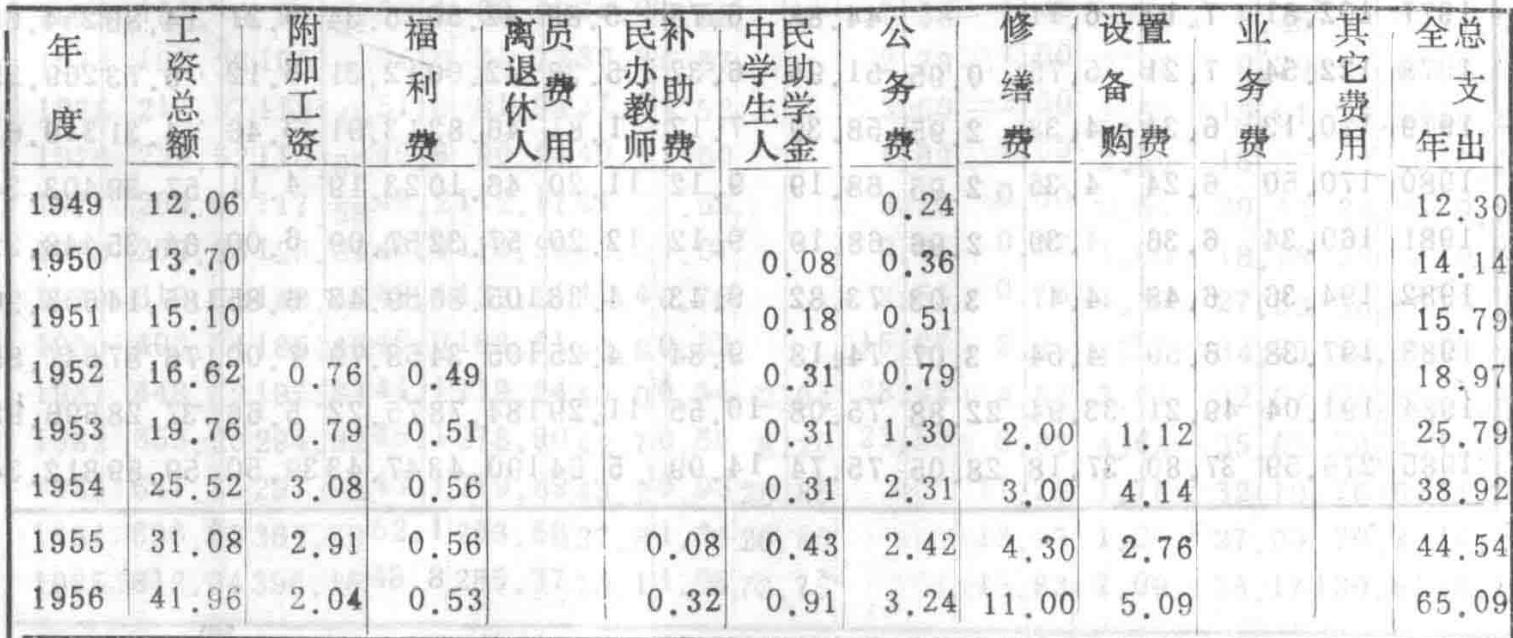 年度 工资总额 附加工资 福利费 离退休人员费用 民办教师补助费 中学生人民助学金 公务费 修缮费 设备购置费 业务费 其它费用 全年总支出
1949 12.06 0.24 12.30
1950 13.70 0.08 0.36 14.14
1951 15.10 0.18 0.51 15.79
1952 16.62 0.76 0.49 0.31 0.79 18.97
1953 19.76 0.79 0.51 0.31 1.30 2.00 1.12 25.79
1954 25.52 3.08 0.56 0.31 2.31 3.00 4.14 38.92
1955 31.08 2.91 0.56 0.08 0.43 2.42 4.30 2.76 44.54
1956 41.96 2.04 0.53 0.32 0.91 3.24 11.00 5.09 65.09